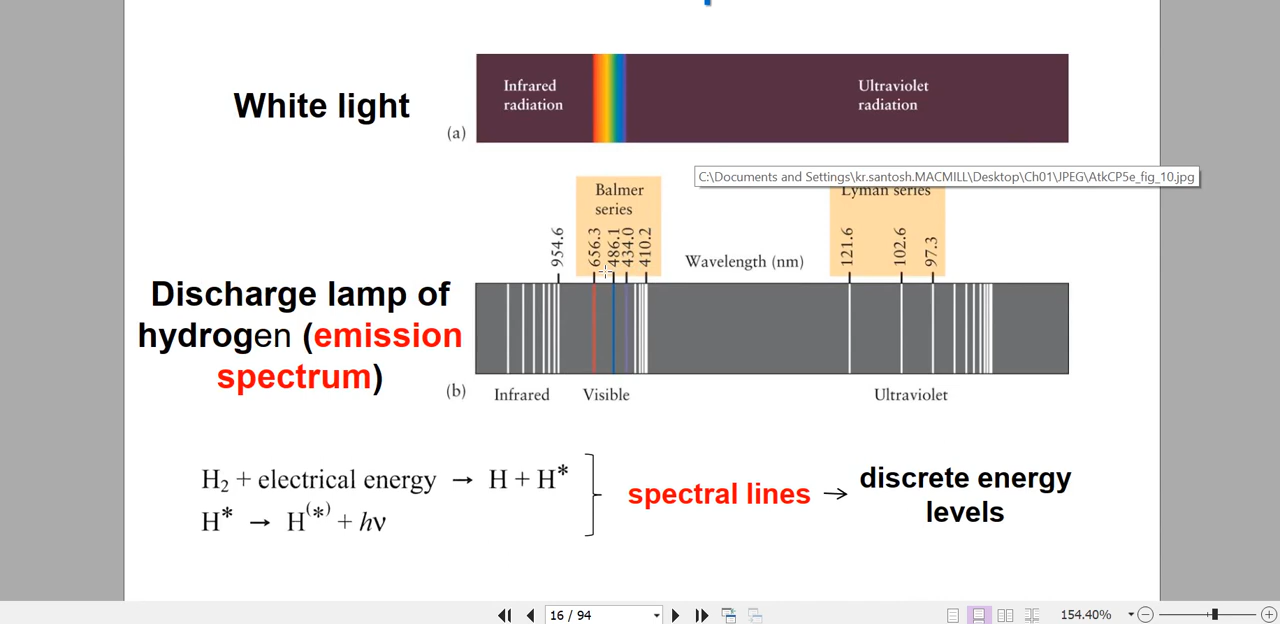 White light
Infrared
radiation
Ultraviolet
radiation
(a)
C:\Documents and Settings\kr.santosh.MACMILL\Desktop\Ch01\JPEG\AtkCP5e_fig_10.jpg
Balmer
series
Lyman series
954.6
656.3
486.1
434.0
410.2
Wavelength (nm)
121.6
102.6
97.3
Discharge lamp of
hydrogen (emission
spectrum)
(b)
Infrared
Visible
Ultraviolet
H₂ + electrical energy → H + H*
H* → H⁽*⁾ + hν
spectral lines → discrete energy
levels
16 / 94
154.40%